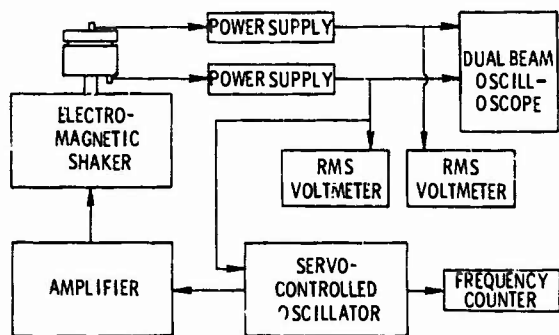 POWER SUPPLY
POWER SUPPLY
DUAL BEAM
OSCILL-
OSCOPE
ELECTRO-
MAGNETIC
SHAKER
RMS
VOLTMETER
RMS
VOLTMETER
AMPLIFIER
SERVO-
CONTROLLED
OSCILLATOR
FREQUENCY
COUNTER